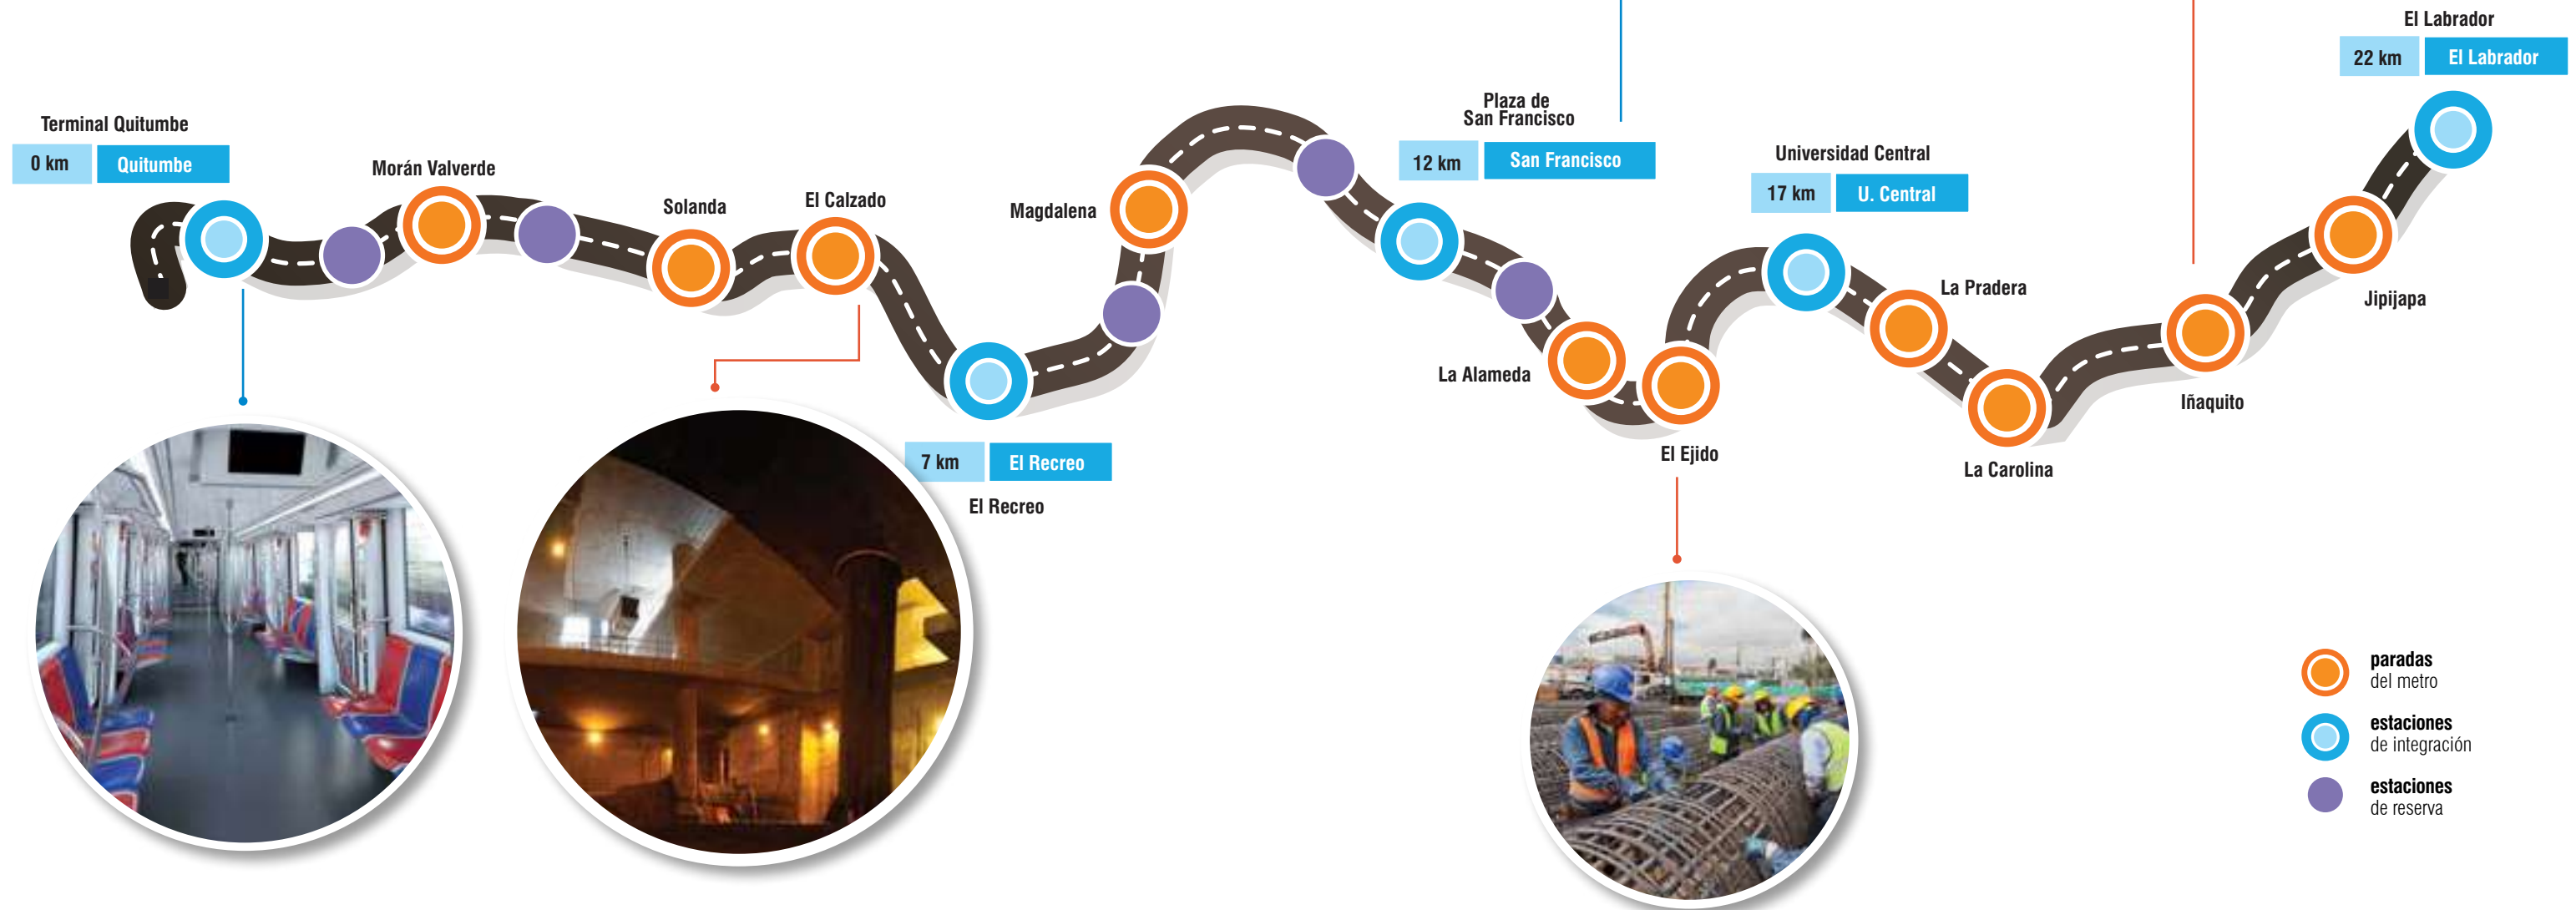 Terminal Quitumbe
0 km
Quitumbe
Morán Valverde
Solanda
El Calzado
7 km
El Recreo
El Recreo
Magdalena
Plaza de
San Francisco
12 km
San Francisco
La Alameda
El Ejido
Universidad Central
17 km
U. Central
La Pradera
La Carolina
Iñaquito
Jipijapa
El Labrador
22 km
El Labrador
paradas
del metro
estaciones
de integración
estaciones
de reserva